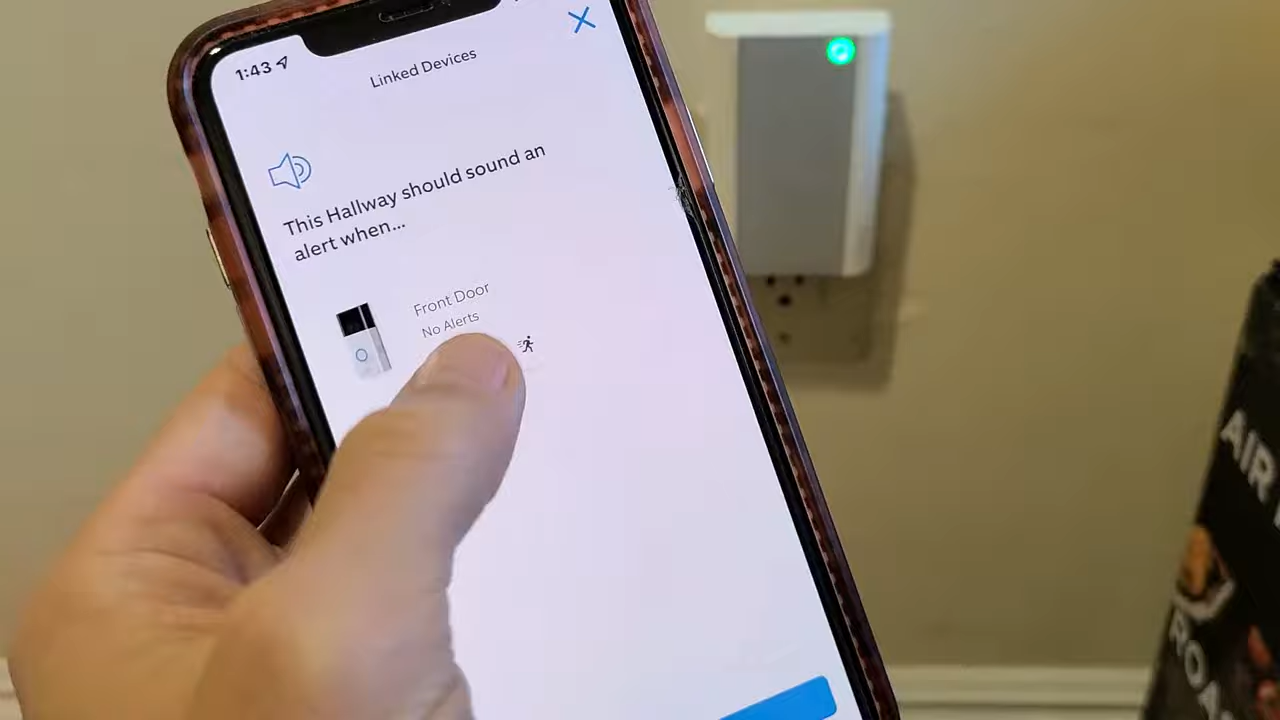 1:43
Linked Devices
This Hallway should sound an
alert when...
Front Door
No Alerts
AIR
ROA